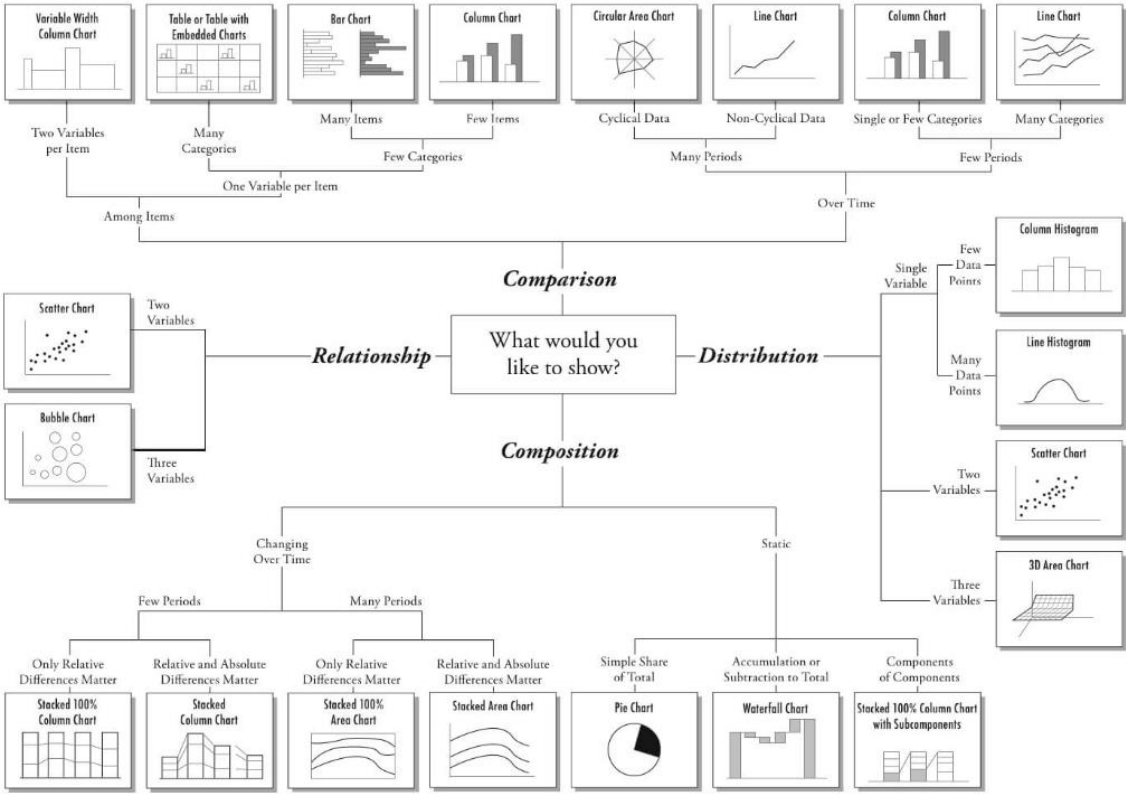 Variable Width
Column Chart
Table or Table with
Embedded Charts
Bar Chart
Column Chart
Circular Area Chart
Line Chart
Column Chart
Line Chart
Two Variables
per Item
Many
Categories
Many Items
Few Items
Cyclical Data
Non-Cyclical Data
Single or Few Categories
Many Categories
Few Categories
Many Periods
Few Periods
One Variable per Item
Among Items
Over Time
Comparison
What would you
like to show?
Relationship
Two
Variables
Scatter Chart
Three
Variables
Bubble Chart
Distribution
Single
Variable
Few
Data
Points
Column Histogram
Many
Data
Points
Line Histogram
Two
Variables
Scatter Chart
Three
Variables
3D Area Chart
Composition
Changing
Over Time
Static
Few Periods
Many Periods
Only Relative
Differences Matter
Relative and Absolute
Differences Matter
Only Relative
Differences Matter
Relative and Absolute
Differences Matter
Simple Share
of Total
Accumulation or
Subtraction to Total
Components
of Components
Stacked 100%
Column Chart
Stacked
Column Chart
Stacked 100%
Area Chart
Stacked Area Chart
Pie Chart
Waterfall Chart
Stacked 100% Column Chart
with Subcomponents